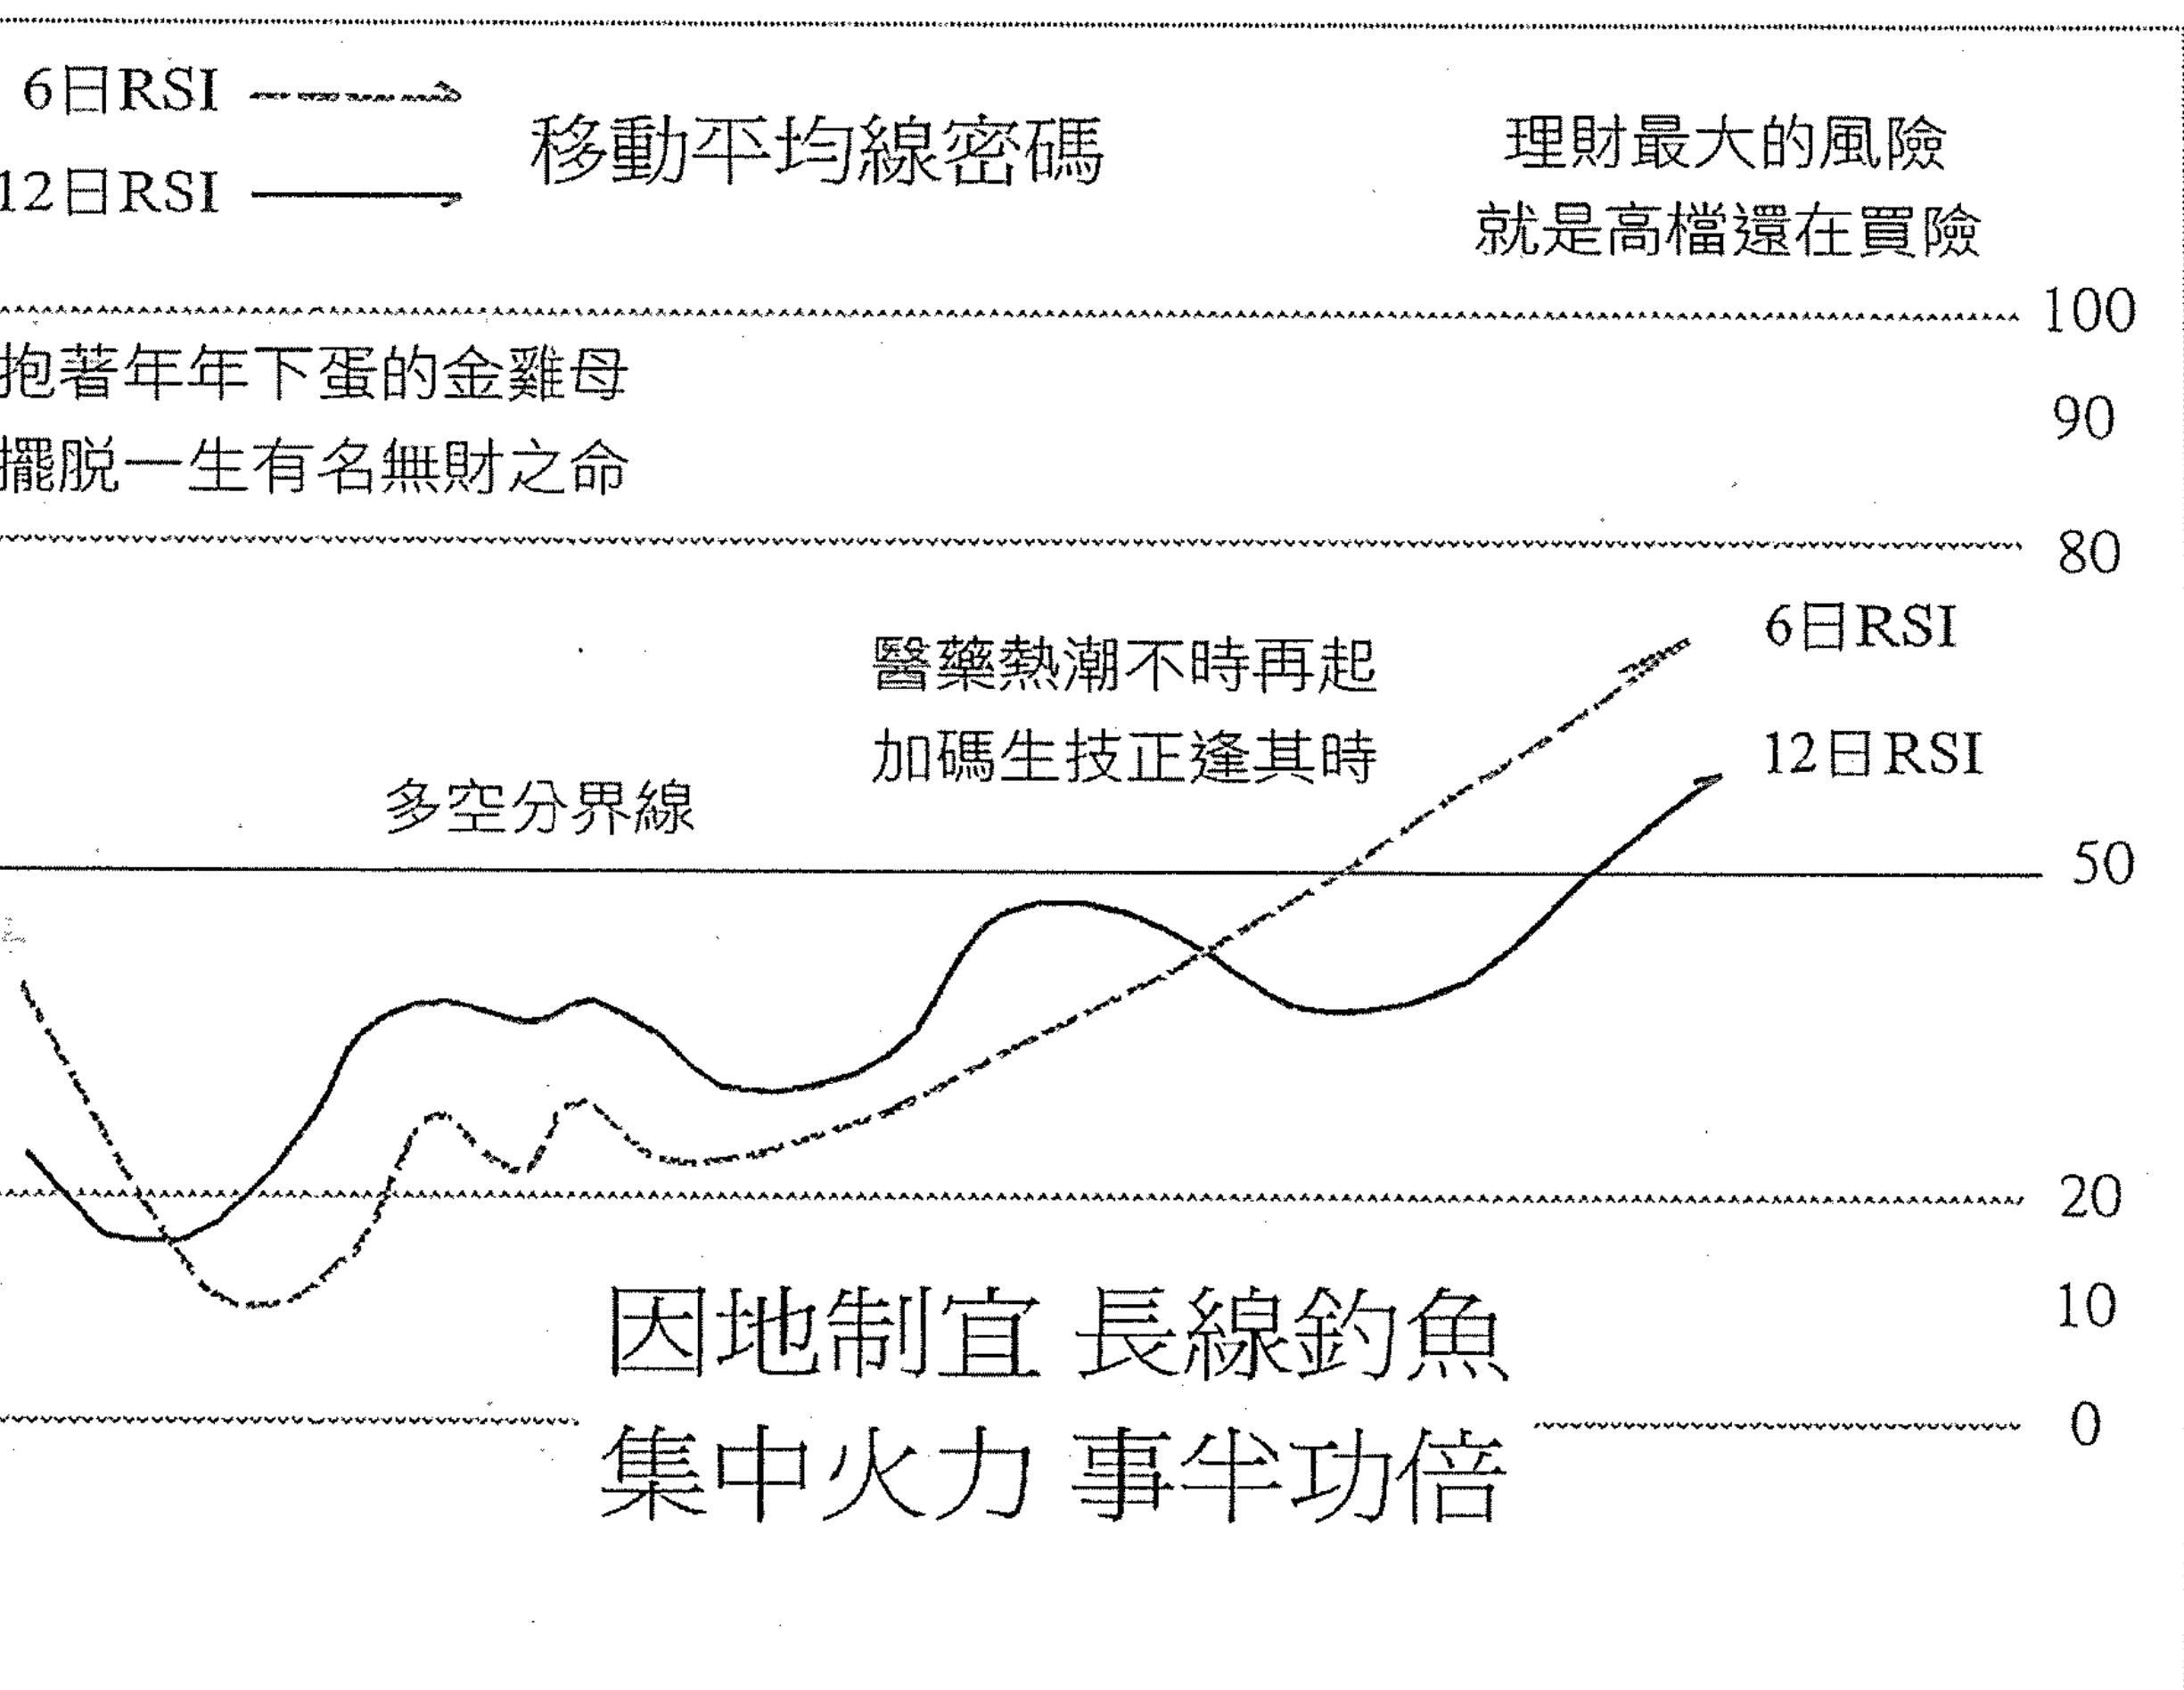 6日RSI
12日RSI
移動平均線密碼
理財最大的風險
就是高檔還在買險
100
抱著年年下蛋的金雞母
擺脫一生有名無財之命
90
80
6日RSI
醫藥熱潮不時再起
12日RSI
加碼生技正逢其時
多空分界線
50
20
因地制宜 長線釣魚
10
集中火力 事半功倍
0